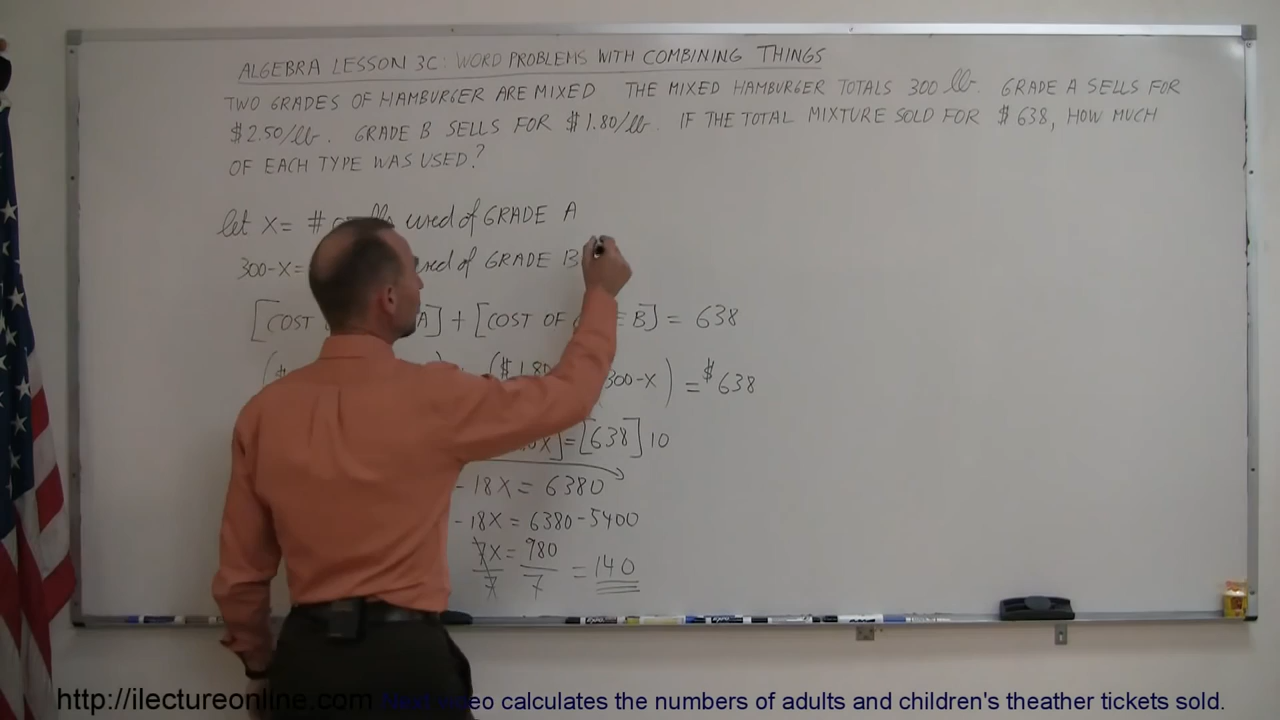 ALGEBRA LESSON 3C: WORD PROBLEMS WITH COMBINING THINGS
TWO GRADES OF HAMBURGER ARE MIXED THE MIXED HAMBURGER TOTALS 300 lb. GRADE A SELLS FOR
$2.50/lb. GRADE B SELLS FOR $1.80/lb. IF THE TOTAL MIXTURE SOLD FOR $638, HOW MUCH
OF EACH TYPE WAS USED?
let X = # used of GRADE A
300-X = of GRADE B
[COST A] + [COST OF B] = 638
($ ($1.80 300-X) = $638
X] = [638] 10
- 18X = 6380
- 18X = 6380 - 5400
7X = 980
7 7 = 140
http://ilectureonline.com Next video calculates the numbers of adults and children's theather tickets sold.